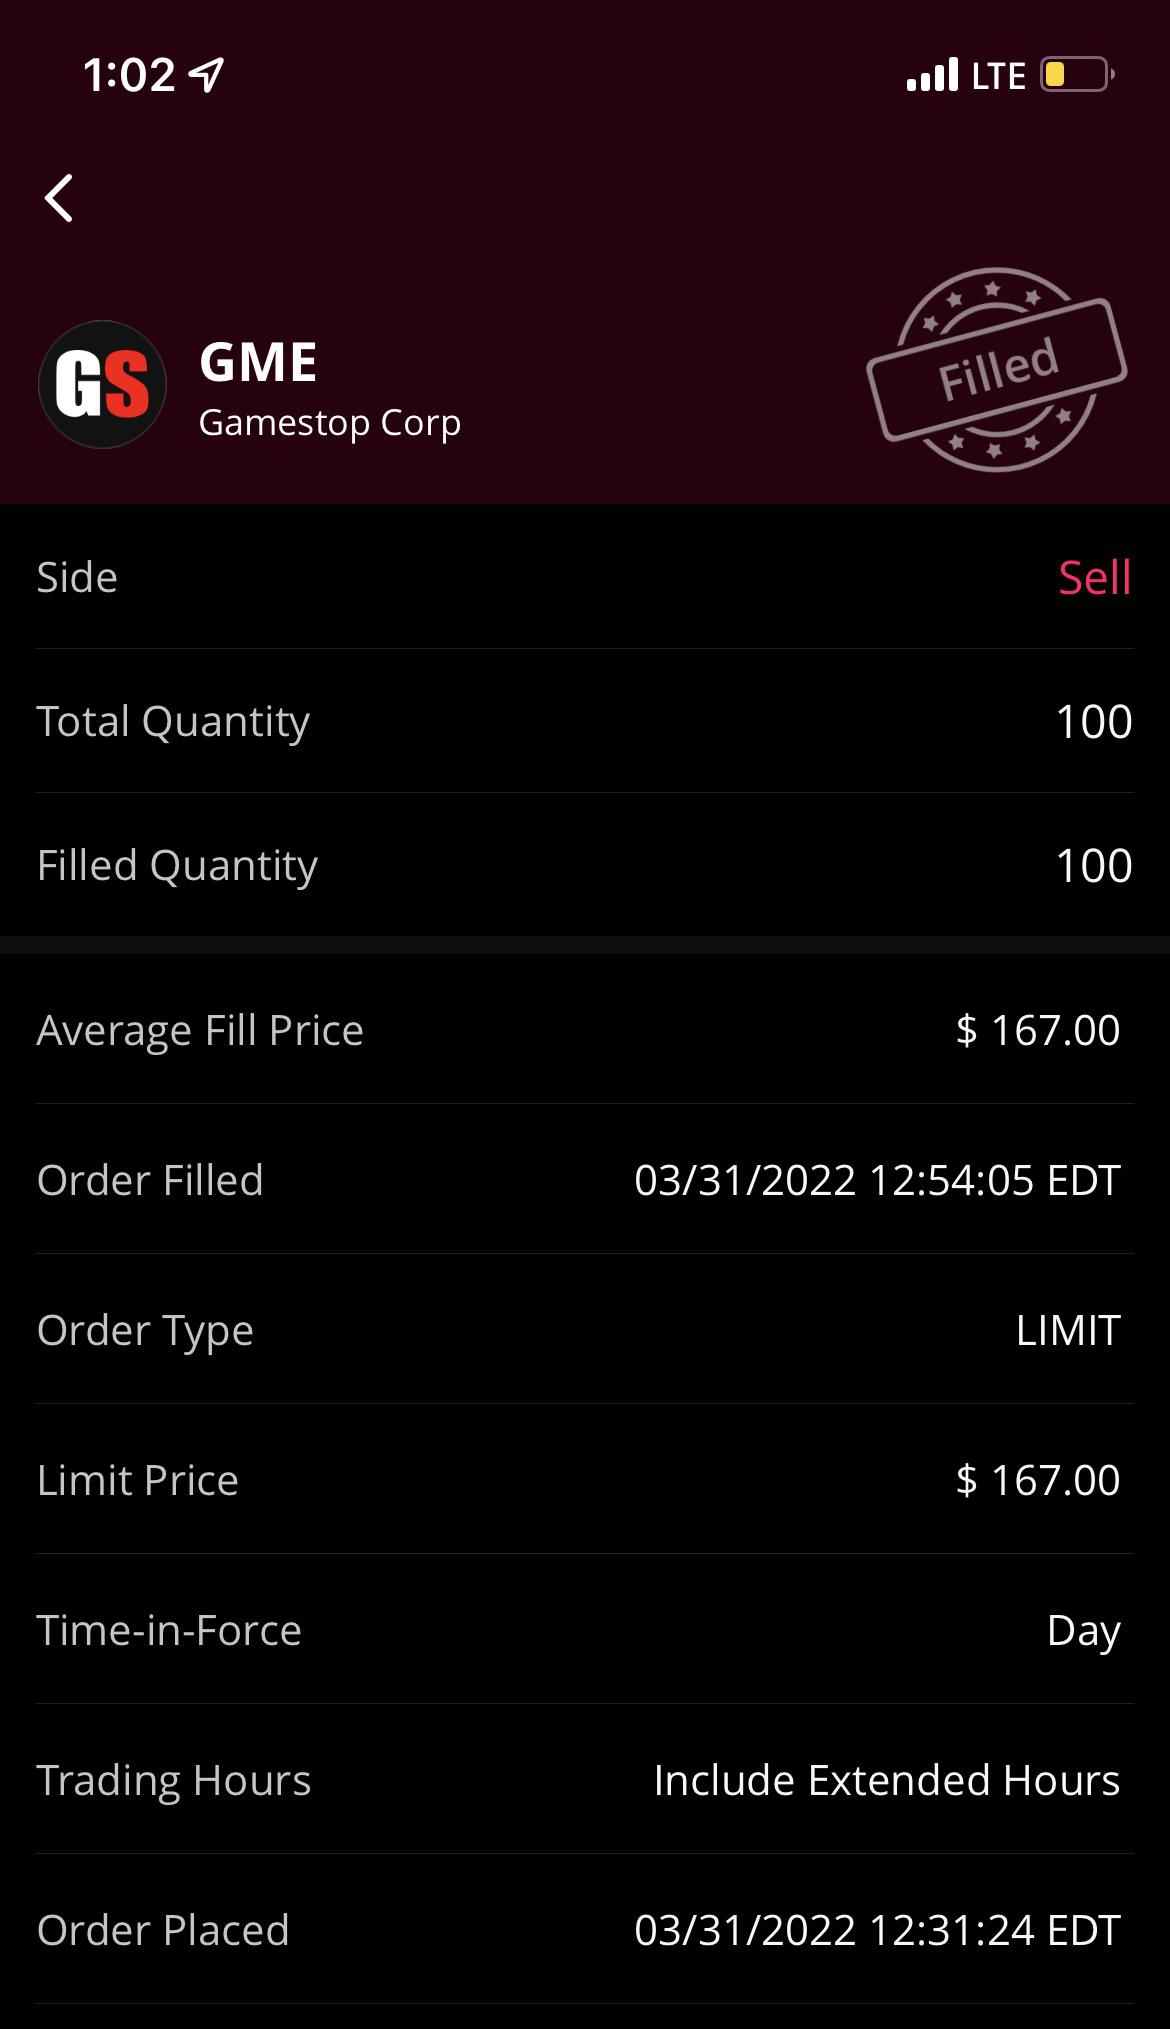 1:02 LTE
GS
GME
Gamestop Corp
Filled
Side Sell
Total Quantity 100
Filled Quantity 100
Average Fill Price $ 167.00
Order Filled 03/31/2022 12:54:05 EDT
Order Type LIMIT
Limit Price $ 167.00
Time-in-Force Day
Trading Hours Include Extended Hours
Order Placed 03/31/2022 12:31:24 EDT